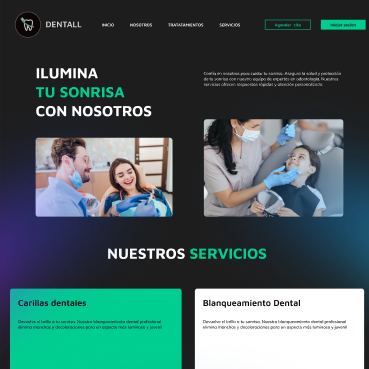 DENTALL
INICIO
NOSOTROS
TRATATAMIENTOS
SERVICIOS
Agendar cita
Iniciar sesion
ILUMINA
TU SONRISA
CON NOSOTROS
Confía en nosotros para cuidar tu sonrisa. Asegura la salud y protección
de tu sonrisa con nuestro equipo de expertos en odontología. Nuestros
servicios ofrecen respuestas rápidas y atención personalizada.
NUESTROS SERVICIOS
Carillas dentales
Devuelve el brillo a tu sonrisa. Nuestro blanqueamiento dental profesional
elimina manchas y decoloraciones para un aspecto más luminoso y juvenil
Blanqueamiento Dental
Devuelve el brillo a tu sonrisa. Nuestro blanqueamiento dental profesional
elimina manchas y decoloraciones para un aspecto más luminoso y juvenil